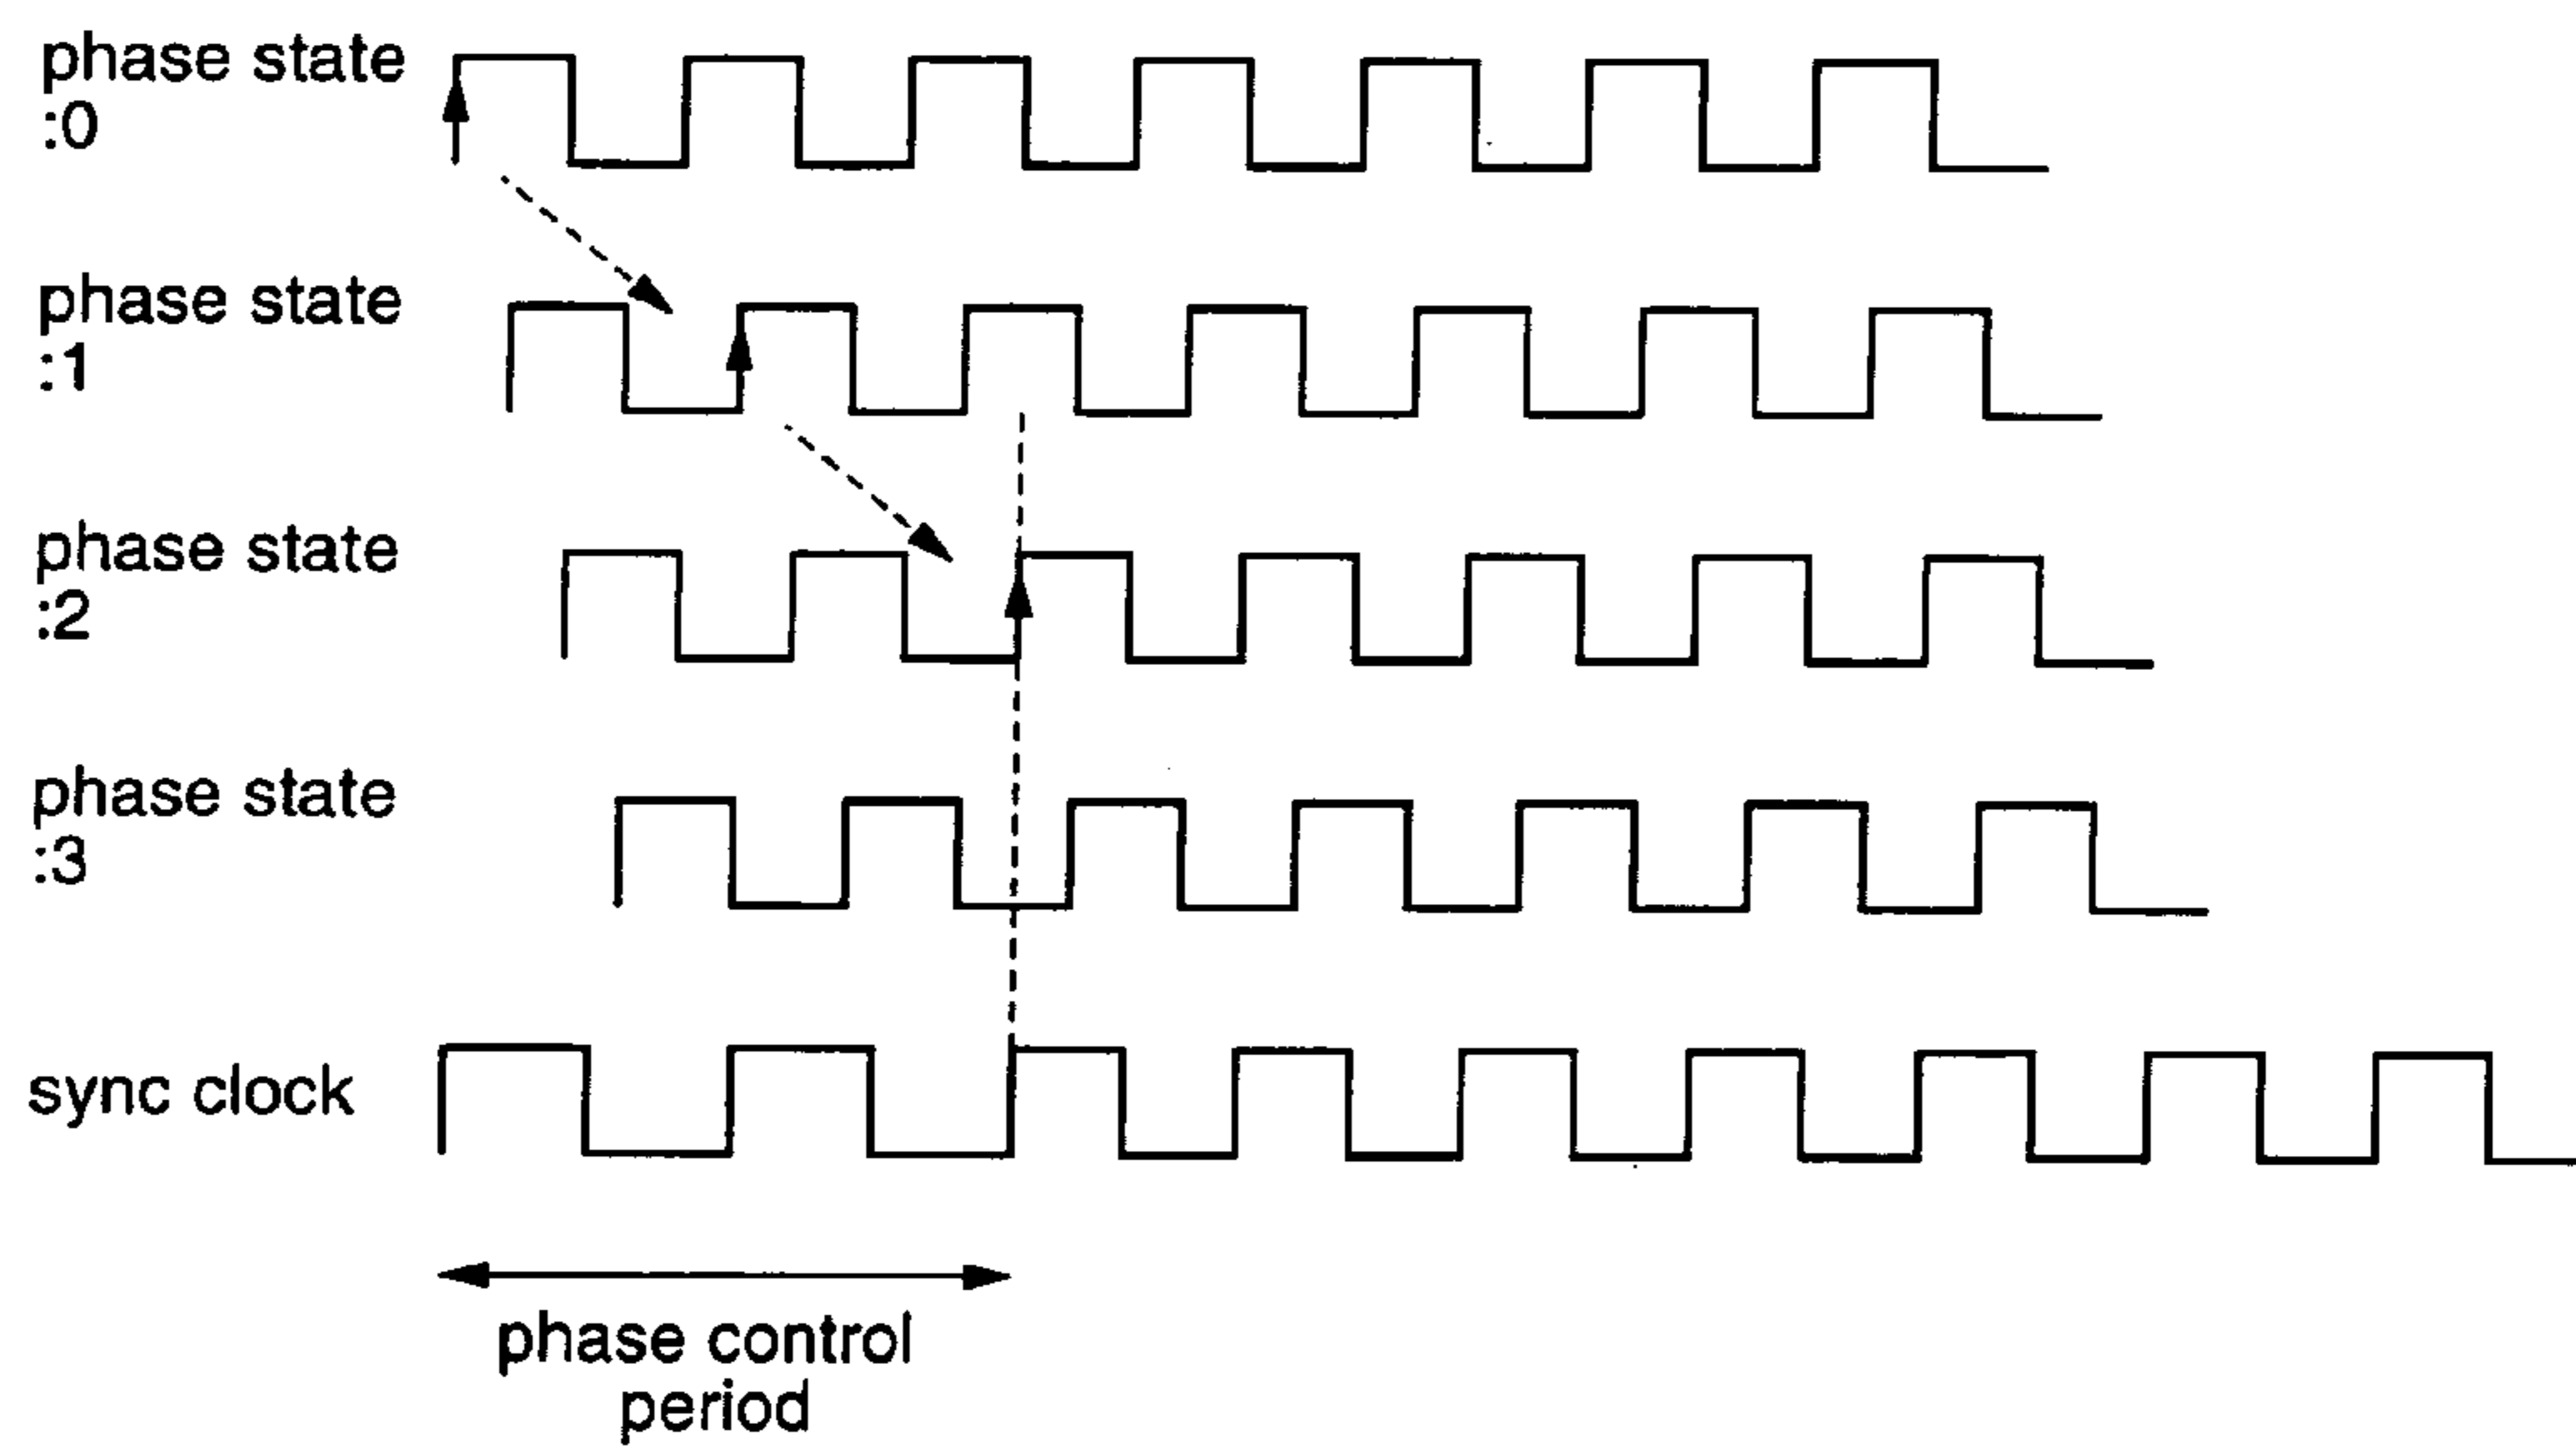 phase state
:0
phase state
:1
phase state
:2
phase state
:3
sync clock
phase control
period